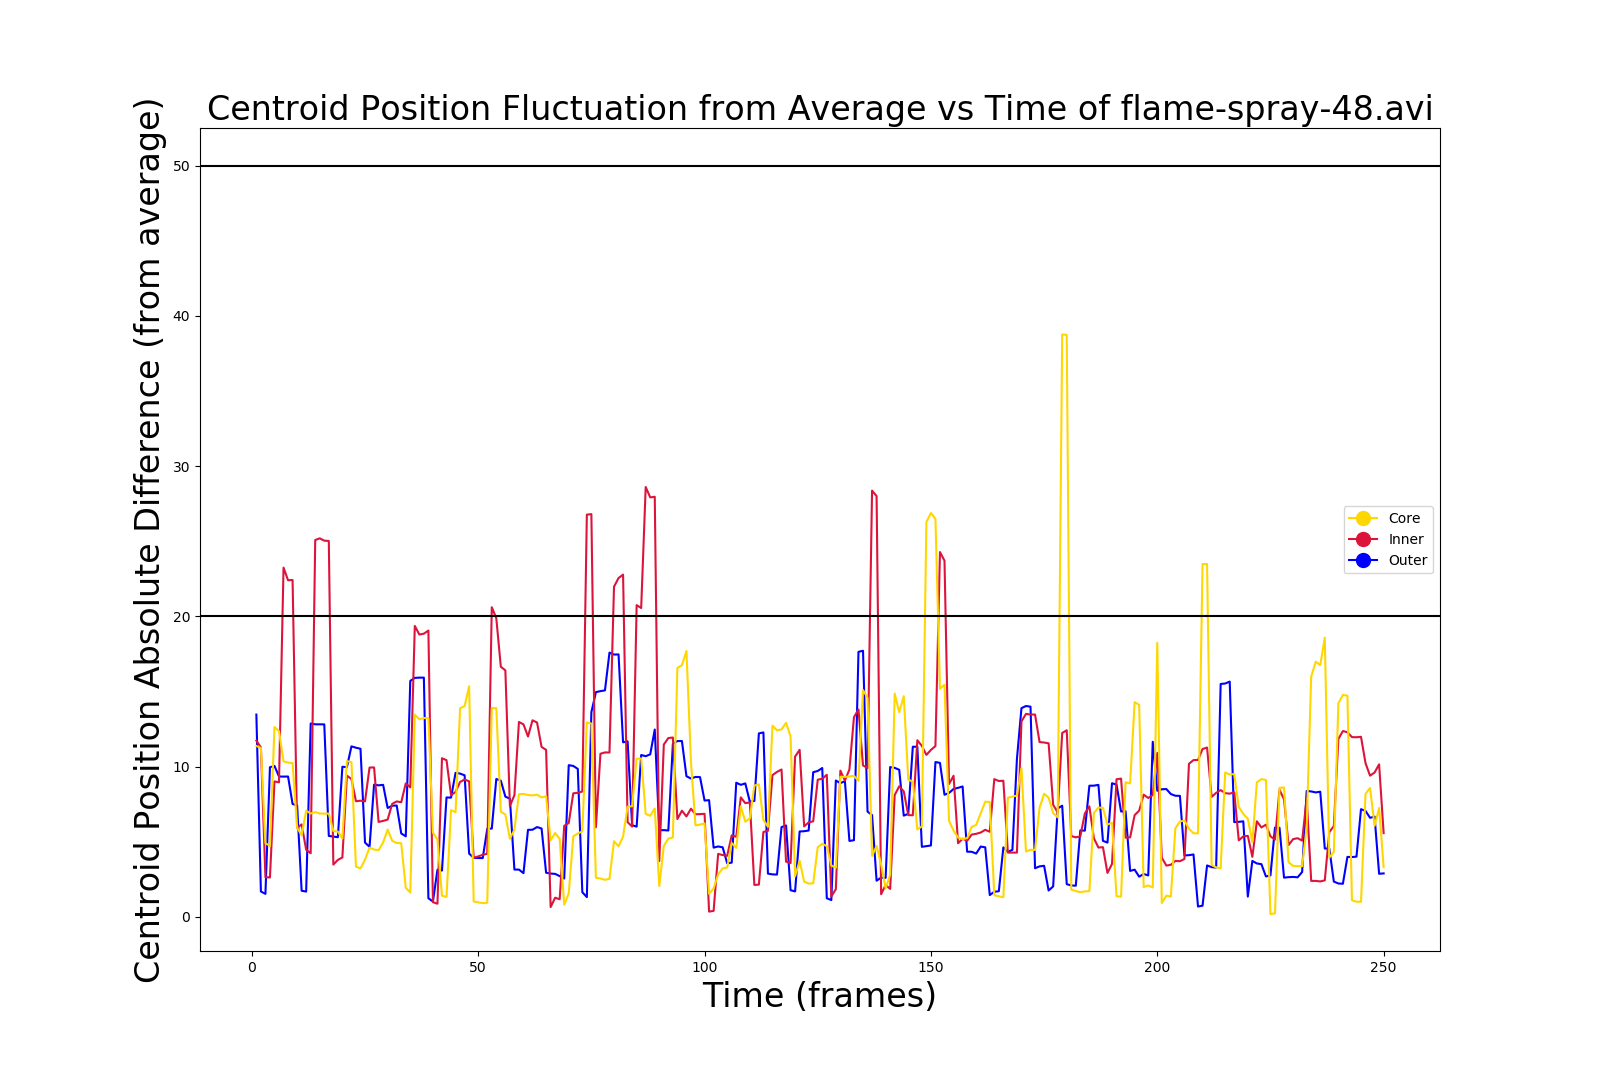 Centroid Position Fluctuation from Average vs Time of flame-spray-48.avi
Centroid Position Absolute Difference (from average)
50
40
30
20
10
0
Core
Inner
Outer
0 50 100 150 200 250
Time (frames)